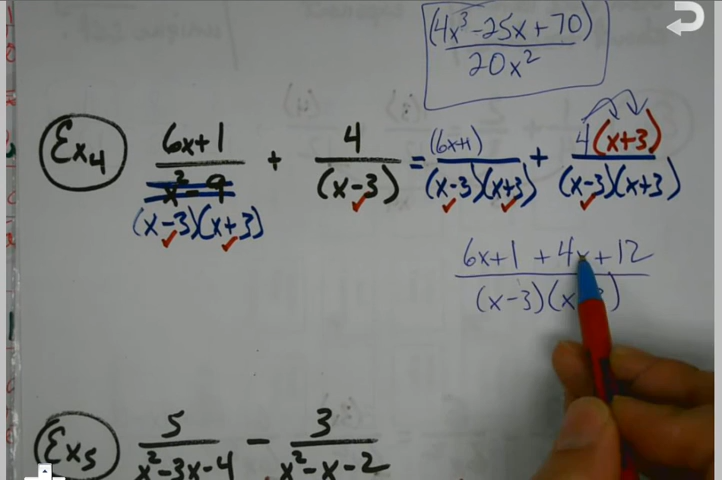 (4x³ - 25x + 70)
20x²
Ex4 6x+1 / x² - 9 + 4 / (x-3) = (6x+1) / (x-3)(x+3) + 4(x+3) / (x-3)(x+3)
(x-3)(x+3)
6x+1 + 4x + 12
(x-3)(x
Ex5 5 / x² - 3x - 4 - 3 / x² - x - 2